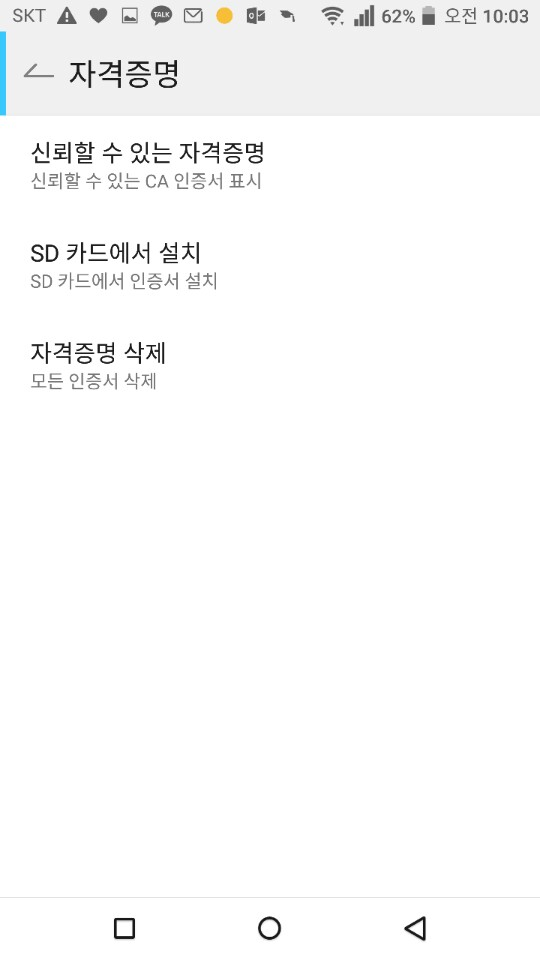 SKT TALK 62% 오전 10:03
자격증명
신뢰할 수 있는 자격증명
신뢰할 수 있는 CA 인증서 표시
SD 카드에서 설치
SD 카드에서 인증서 설치
자격증명 삭제
모든 인증서 삭제